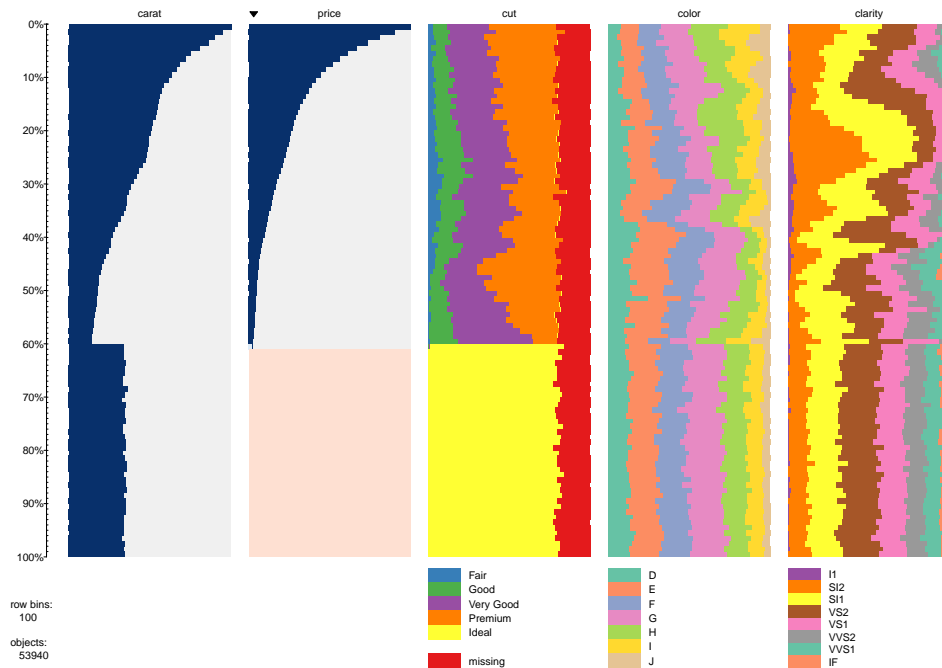 carat price cut color clarity
0%
10%
20%
30%
40%
50%
60%
70%
80%
90%
100%
row bins:
100
objects:
53940
Fair
Good
Very Good
Premium
Ideal
missing
D
E
F
G
H
I
J
I1
SI2
SI1
VS2
VS1
VVS2
VVS1
IF